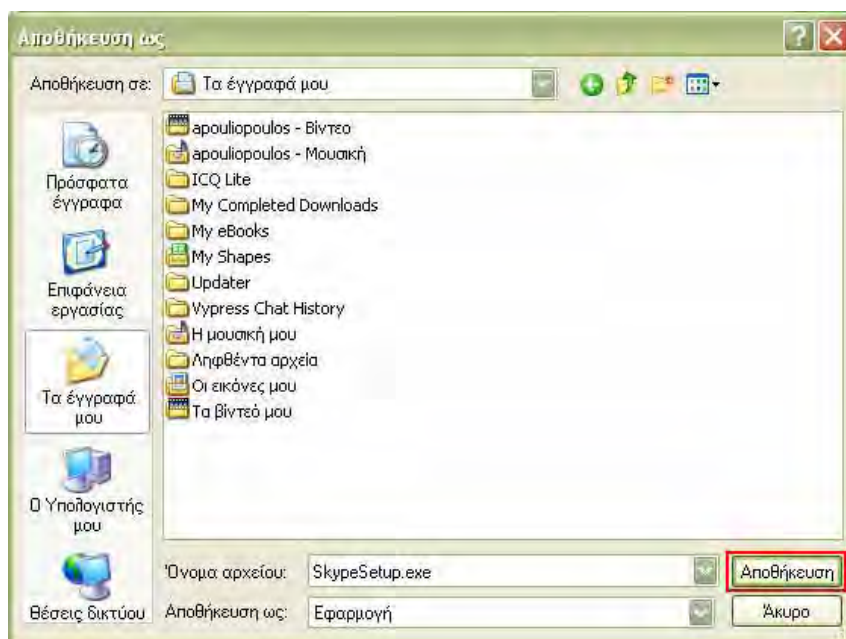 Αποθήκευση ως
Αποθήκευση σε: Τα έγγραφά μου
Πρόσφατα
έγγραφα
Επιφάνεια
εργασίας
Τα έγγραφά
μου
Ο Υπολογιστής
μου
Θέσεις δικτύου
apouliopoulos - Βίντεο
apouliopoulos - Μουσική
ICQ Lite
My Completed Downloads
My eBooks
My Shapes
Updater
Vypress Chat History
Η μουσική μου
Ληφθέντα αρχεία
Οι εικόνες μου
Τα βίντεό μου
Όνομα αρχείου: SkypeSetup.exe Αποθήκευση
Αποθήκευση ως: Εφαρμογή Άκυρο